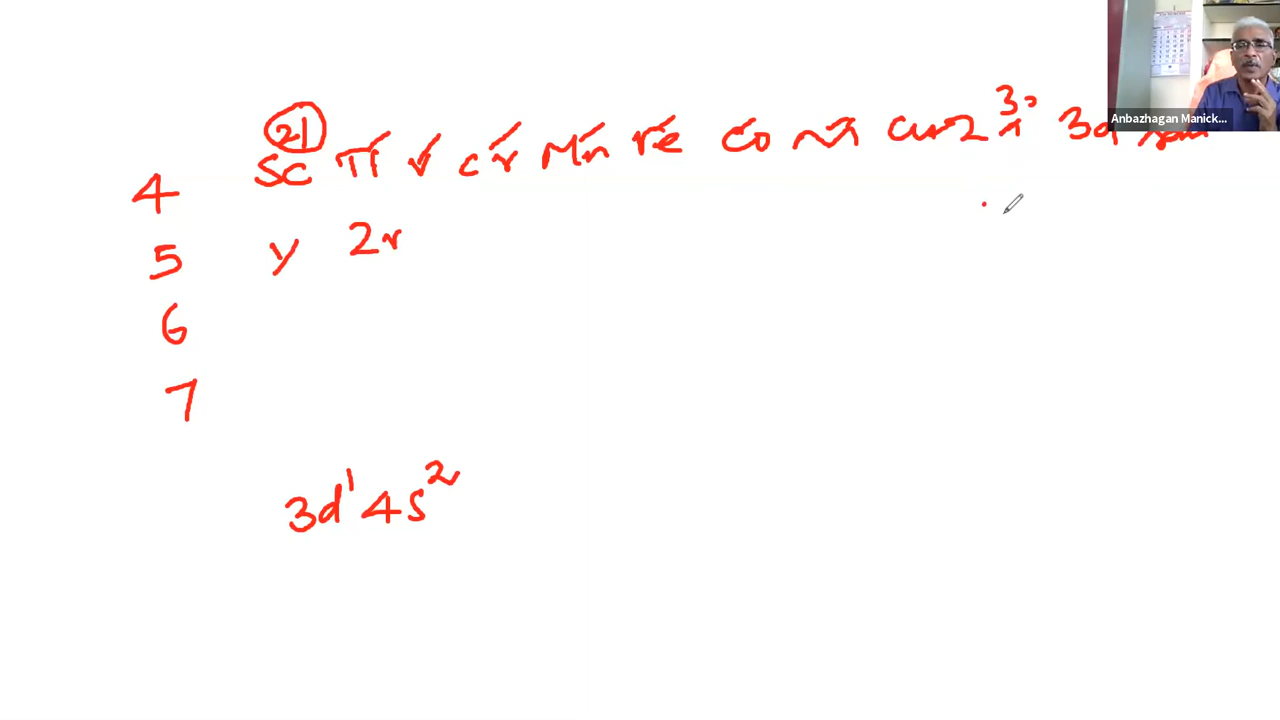 21 30
4 Sc Ti V Cr Mn Fe Co Ni Cu Zn 3d
5 Y Zr
6
7
3d¹ 4s²
Anbazhagan Manick...